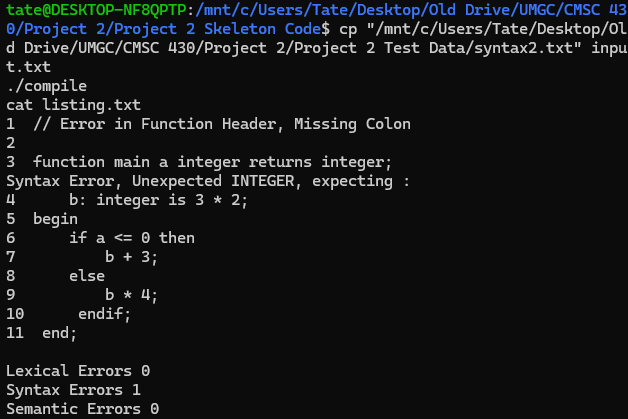 tate@DESKTOP-NF8QPTP:/mnt/c/Users/Tate/Desktop/Old Drive/UMGC/CMSC 43
0/Project 2/Project 2 Skeleton Code$ cp "/mnt/c/Users/Tate/Desktop/Ol
d Drive/UMGC/CMSC 430/Project 2/Project 2 Test Data/syntax2.txt" inpu
t.txt
./compile
cat listing.txt
1  // Error in Function Header, Missing Colon
2
3  function main a integer returns integer;
Syntax Error, Unexpected INTEGER, expecting :
4      b: integer is 3 * 2;
5  begin
6      if a <= 0 then
7          b + 3;
8      else
9          b * 4;
10      endif;
11  end;

Lexical Errors 0
Syntax Errors 1
Semantic Errors 0